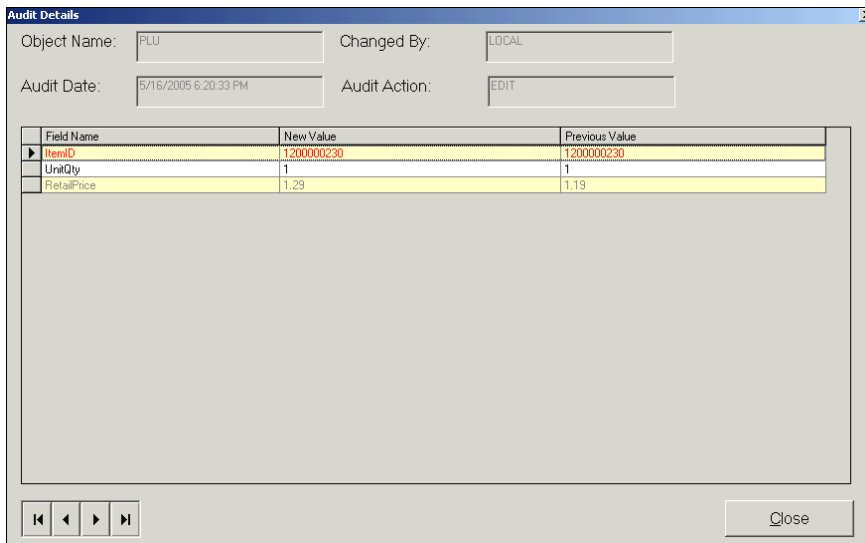 Audit Details
Object Name: PLU Changed By: LOCAL
Audit Date: 5/16/2005 6:20:33 PM Audit Action: EDIT
Field Name New Value Previous Value
ItemID 1200000230 1200000230
UnitQty 1 1
RetailPrice 1.29 1.19
Close